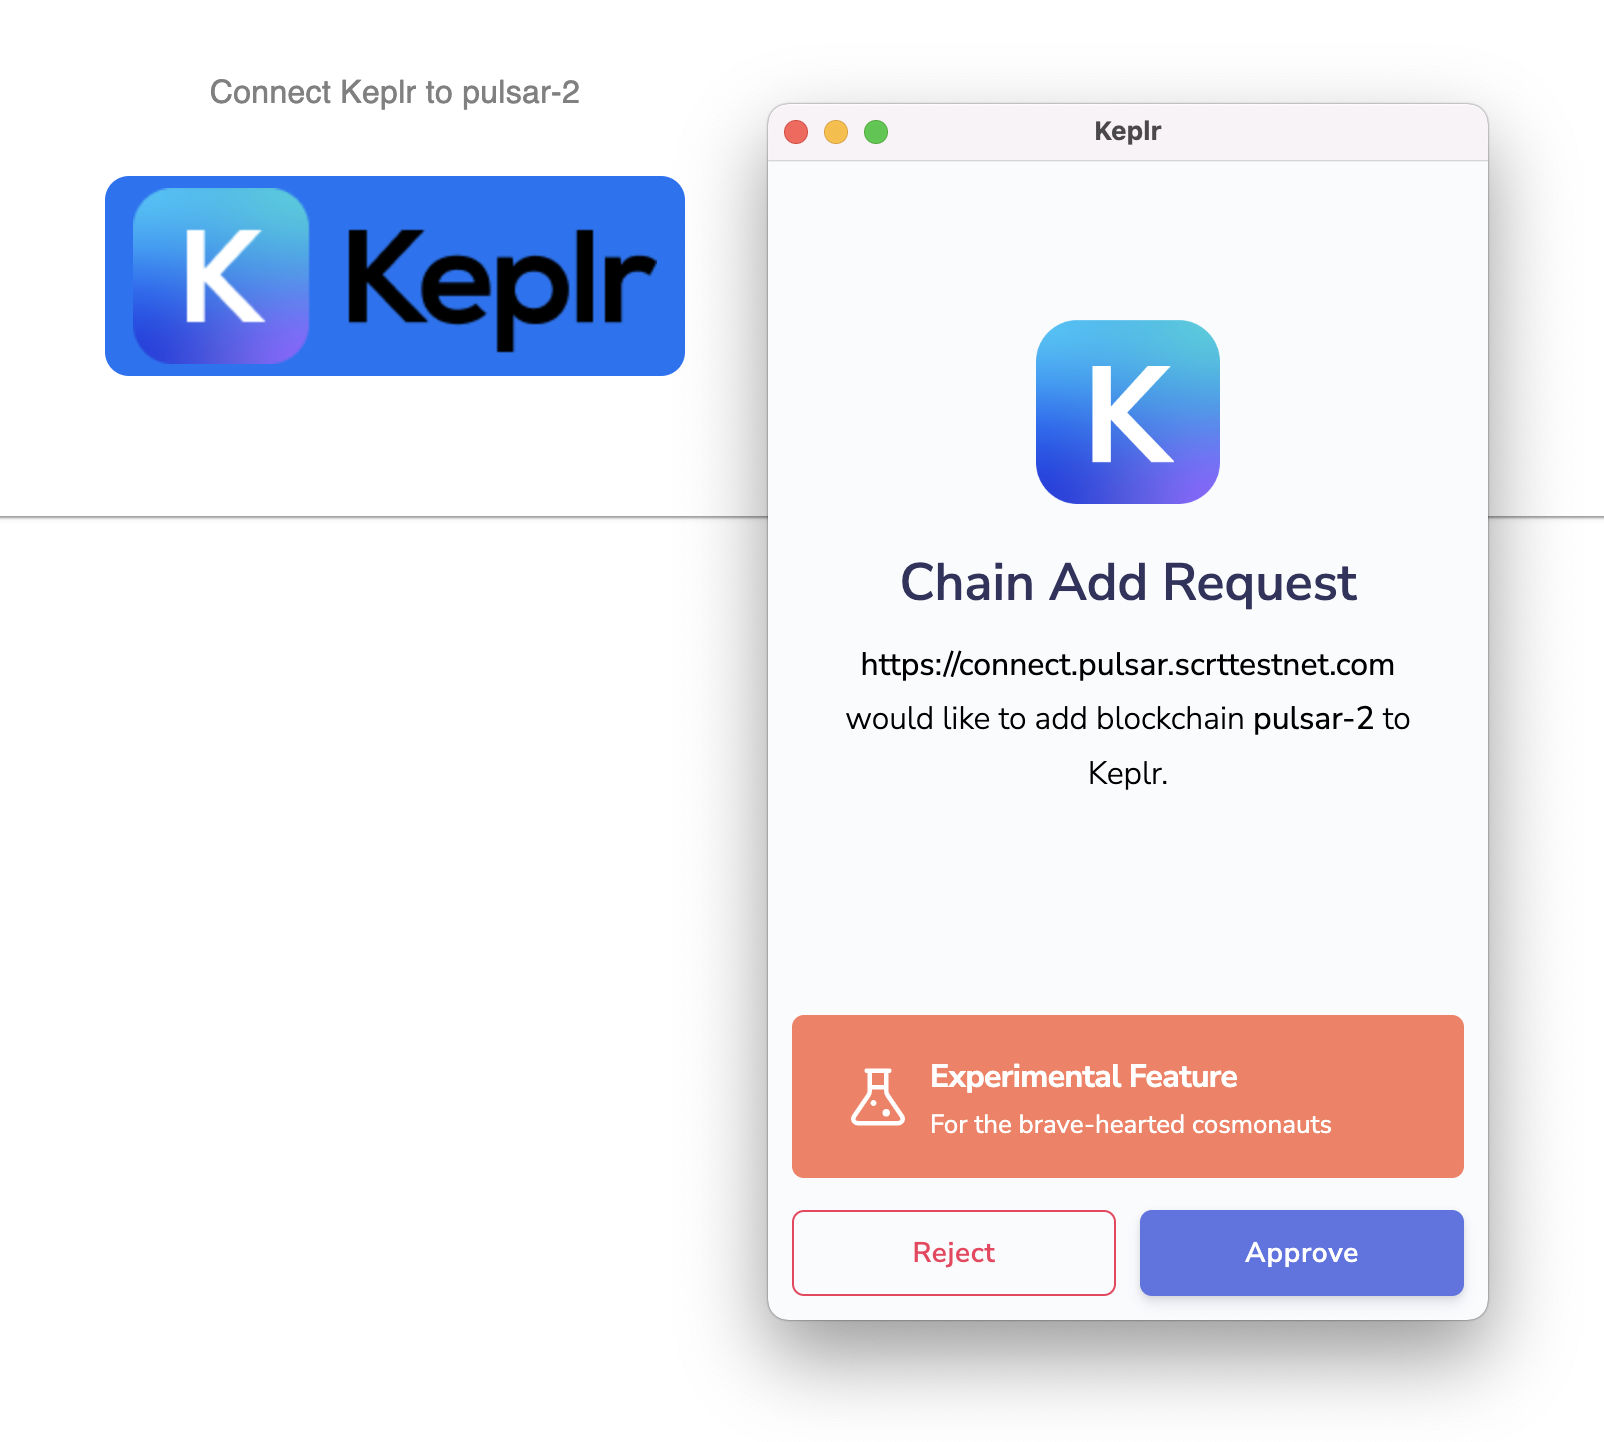 Connect Keplr to pulsar-2
K Keplr
Keplr
K
Chain Add Request
https://connect.pulsar.scrttestnet.com
would like to add blockchain pulsar-2 to
Keplr.
Experimental Feature
For the brave-hearted cosmonauts
Reject
Approve